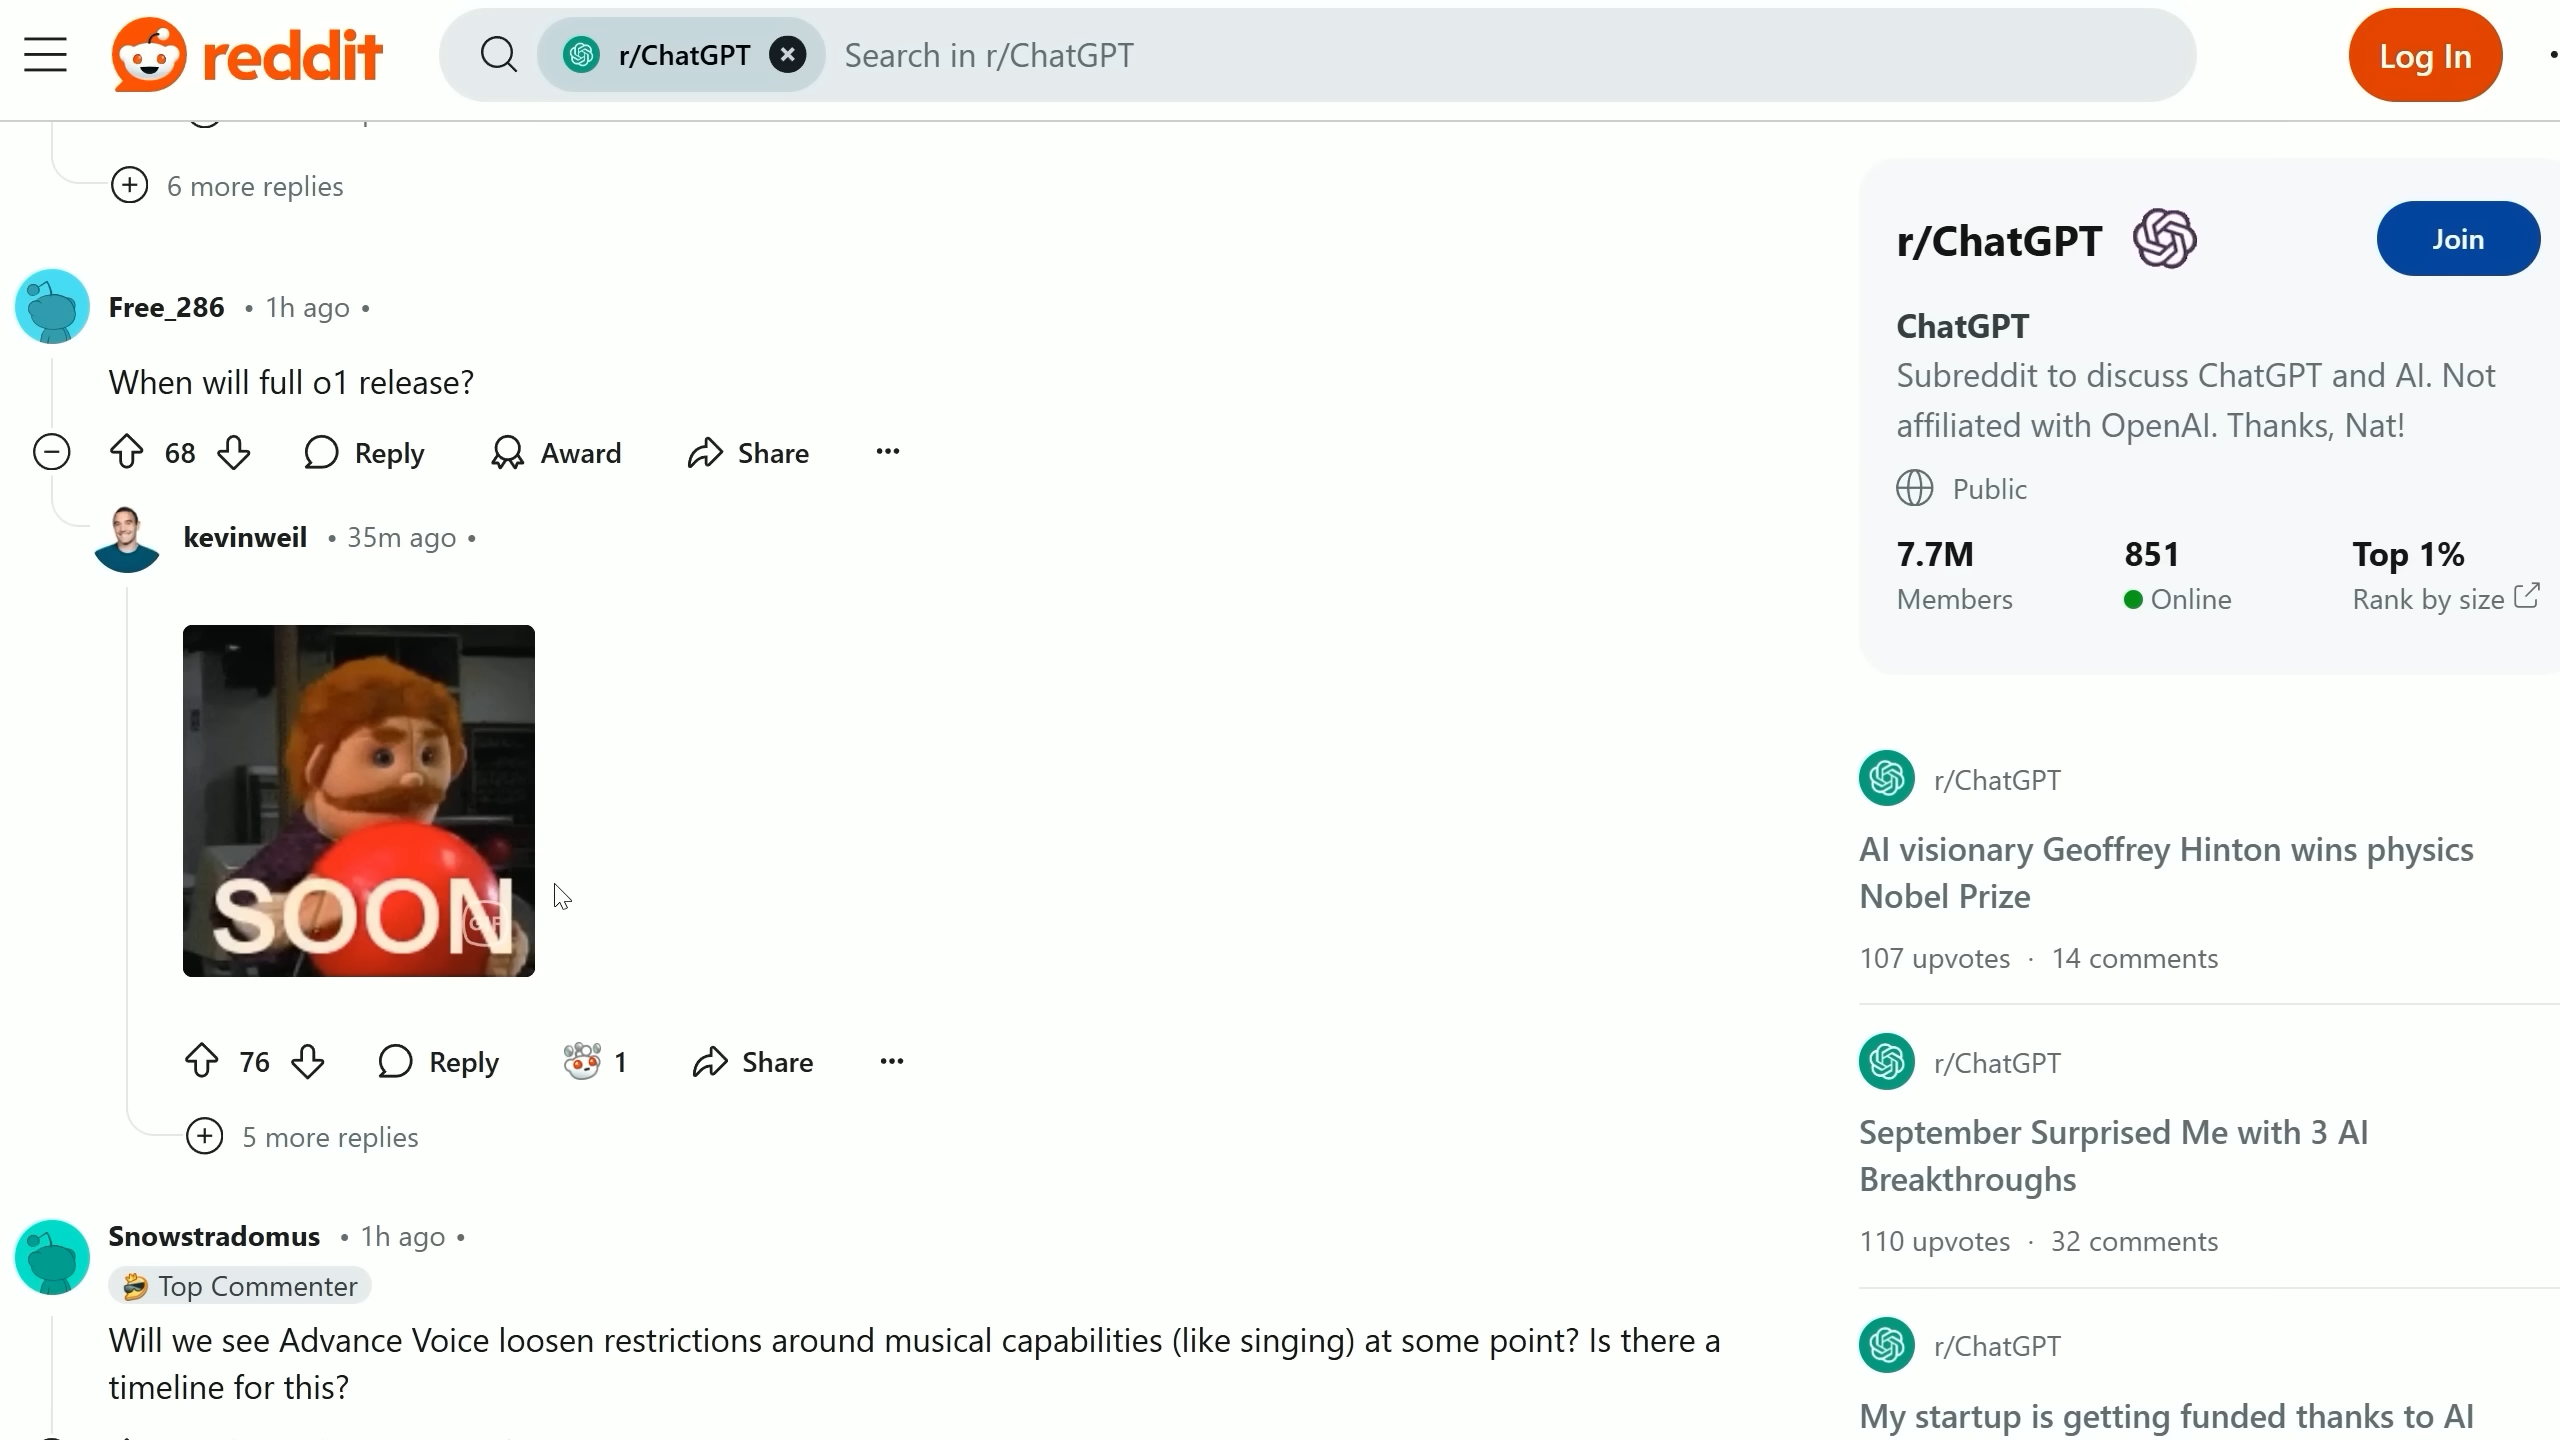 reddit
r/ChatGPT
Search in r/ChatGPT
Log In
6 more replies
Free_286 • 1h ago •
When will full o1 release?
68
Reply
Award
Share
kevinweil • 35m ago •
SOON
GIF
76
Reply
1
Share
5 more replies
Snowstradomus • 1h ago •
Top Commenter
Will we see Advance Voice loosen restrictions around musical capabilities (like singing) at some point? Is there a
timeline for this?
r/ChatGPT
Join
ChatGPT
Subreddit to discuss ChatGPT and AI. Not
affiliated with OpenAI. Thanks, Nat!
Public
7.7M 851 Top 1%
Members Online Rank by size
r/ChatGPT
AI visionary Geoffrey Hinton wins physics
Nobel Prize
107 upvotes · 14 comments
r/ChatGPT
September Surprised Me with 3 AI
Breakthroughs
110 upvotes · 32 comments
r/ChatGPT
My startup is getting funded thanks to AI